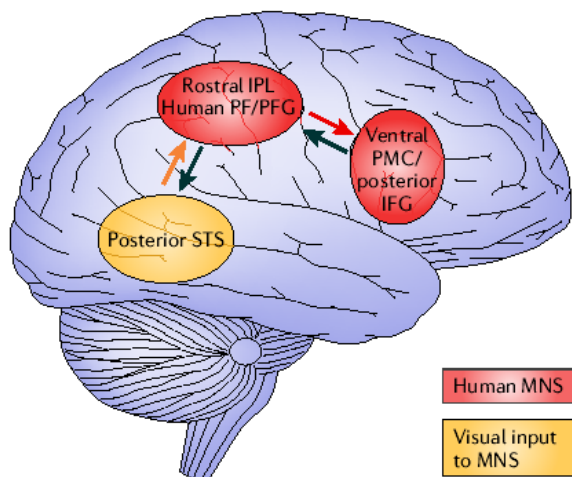 Rostral IPL
Human PF/PFG
Ventral
PMC/
posterior
IFG
Posterior STS
Human MNS
Visual input
to MNS